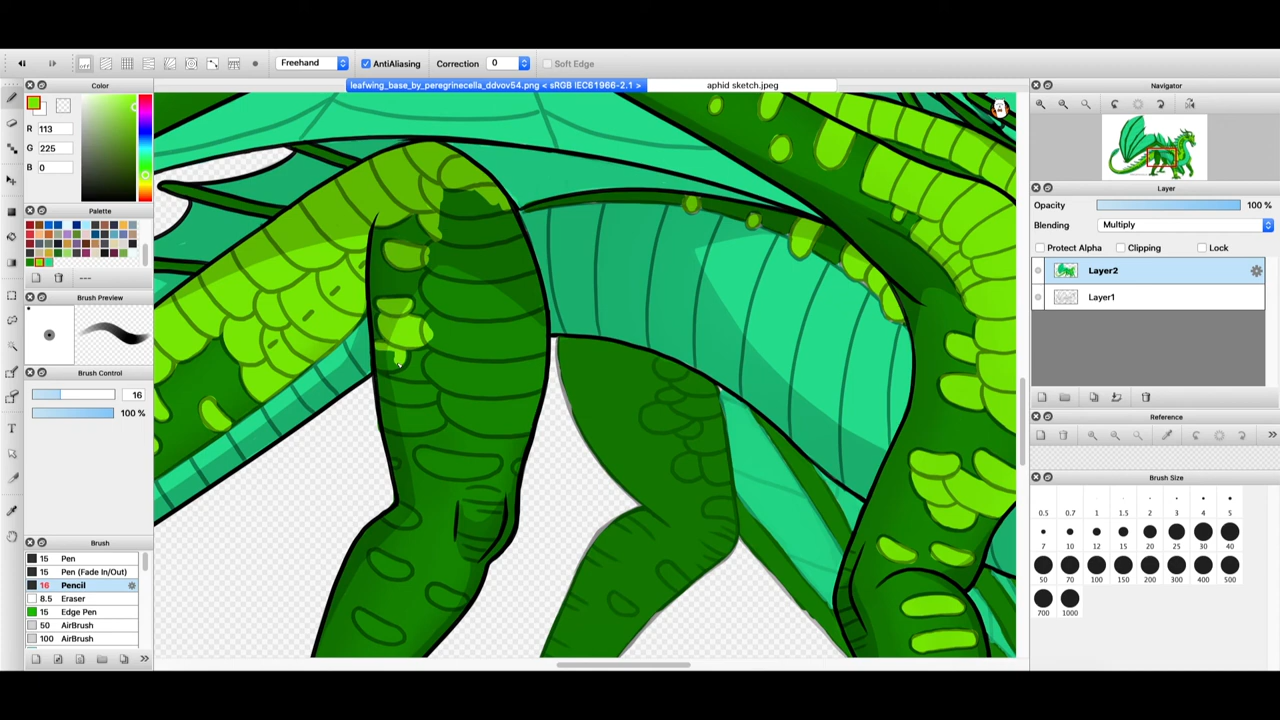 off
Freehand
AntiAliasing
Correction
0
Soft Edge
Color
leafwing_base_by_peregrinecella_ddvov54.png < sRGB IEC61966-2.1 >
aphid sketch.jpeg
Navigator
R 113
G 225
B 0
Palette
---
Brush Preview
Brush Control
16
100 %
Brush
15 Pen
15 Pen (Fade In/Out)
16 Pencil
8.5 Eraser
15 Edge Pen
50 AirBrush
100 AirBrush
T
Layer
Opacity 100 %
Blending Multiply
Protect Alpha Clipping Lock
Layer2
Layer1
Reference
Brush Size
0.5 0.7 1 1.5 2 3 4 5
7 10 12 15 20 25 30 40
50 70 100 150 200 300 400 500
700 1000